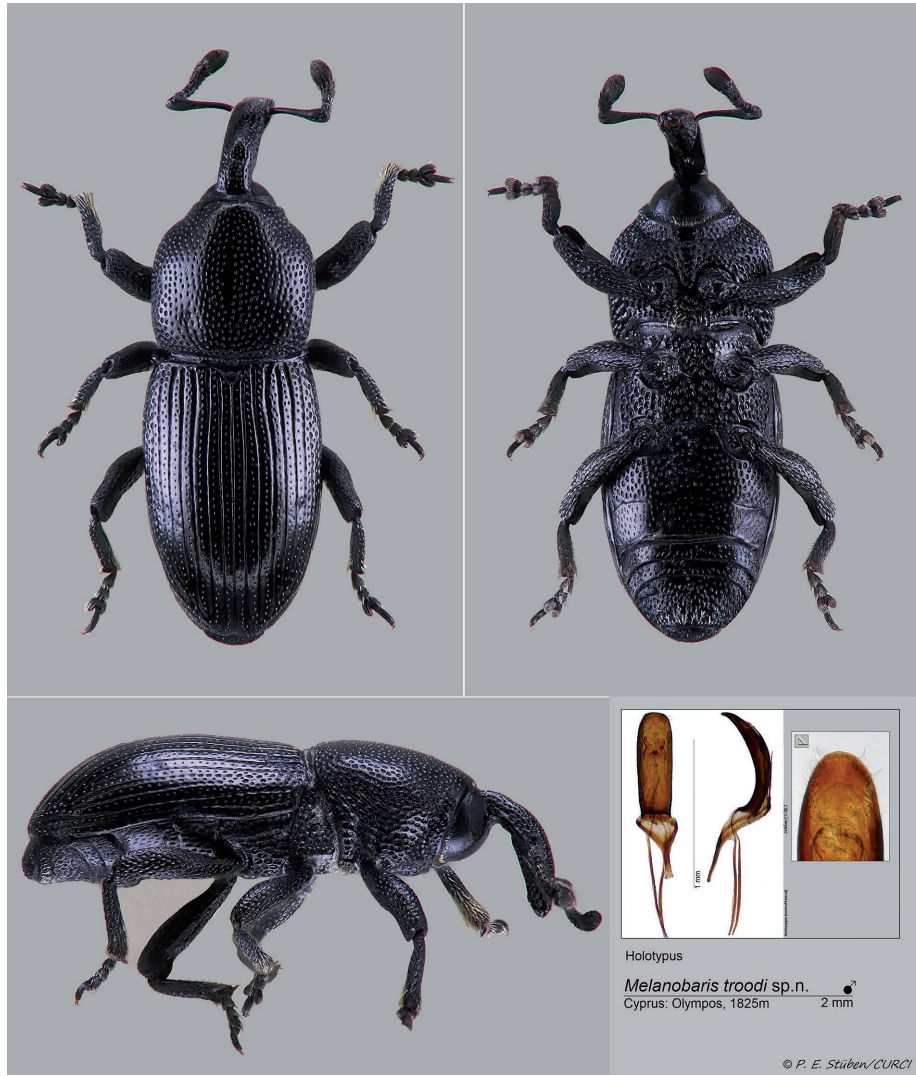 1 mm
Holotypus
Melanobaris troodi sp.n. ♂
Cyprus: Olympos, 1825m 2 mm
© P. E. Stüben/CURCI